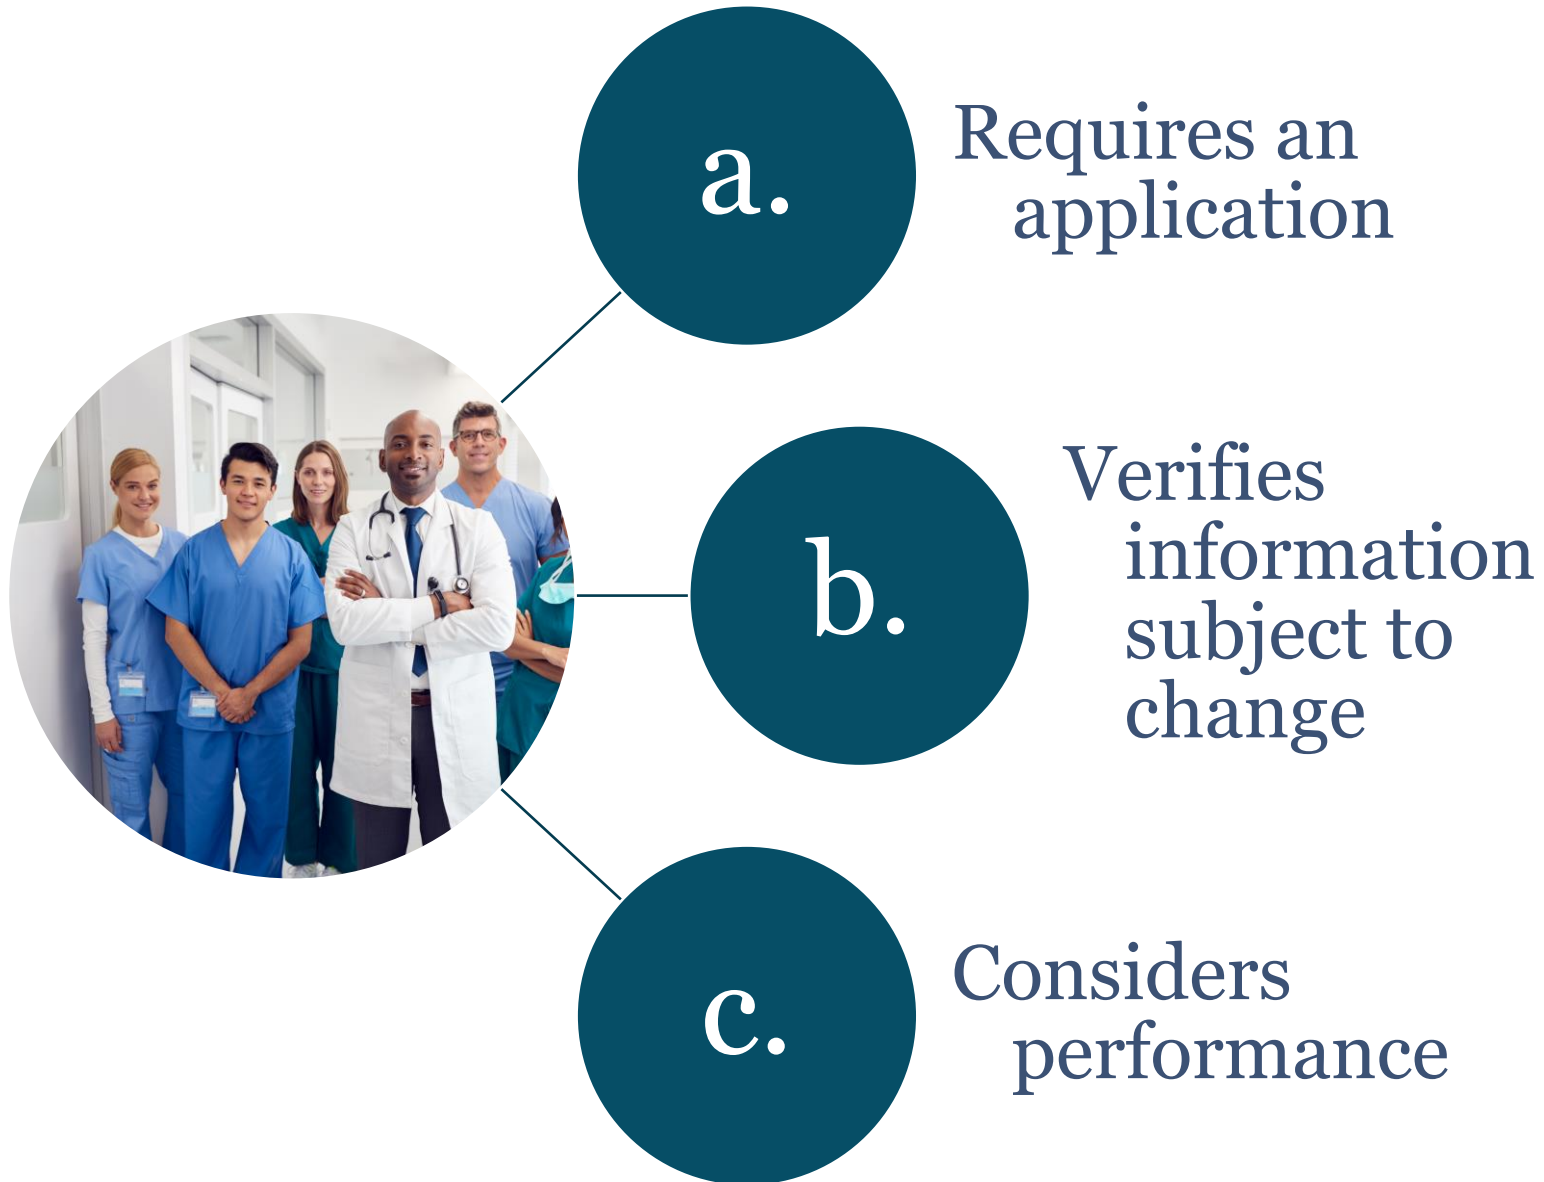 a.
Requires an
application
b.
Verifies
information
subject to
change
c.
Considers
performance